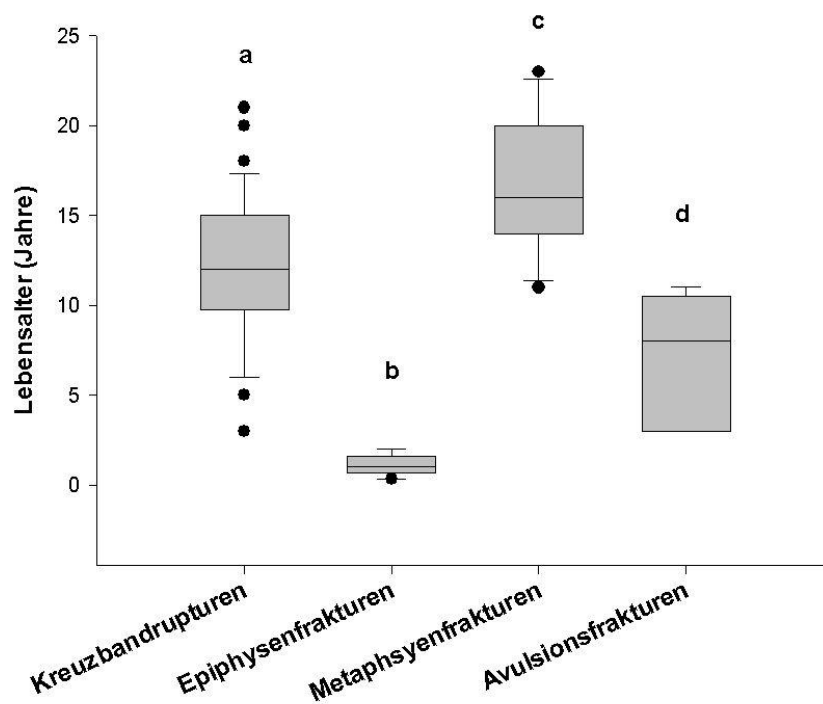 25
20
15
10
5
0
Lebensalter (Jahre)
a
b
c
d
Kreuzbandrupturen
Epiphysenfrakturen
Metaphsyenfrakturen
Avulsionsfrakturen